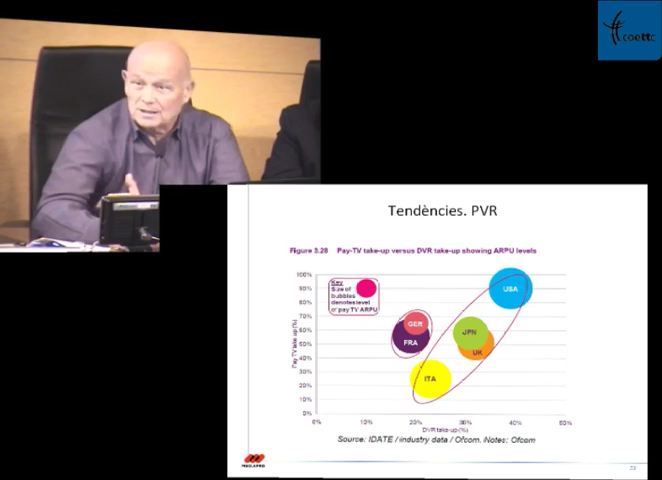 coettc
Tendències. PVR
Figure 3.28 Pay-TV take-up versus DVR take-up showing ARPU levels
Key
Size of
bubbles
denotes level
of pay TV ARPU
100%
90%
80%
70%
60%
50%
40%
30%
20%
10%
0%
Pay-TV take up (%)
USA
GER
FRA
JPN
UK
ITA
0%
10%
20%
30%
40%
50%
DVR take-up (%)
Source: IDATE / industry data / Ofcom. Notes: Ofcom
MEDIAPRO
23